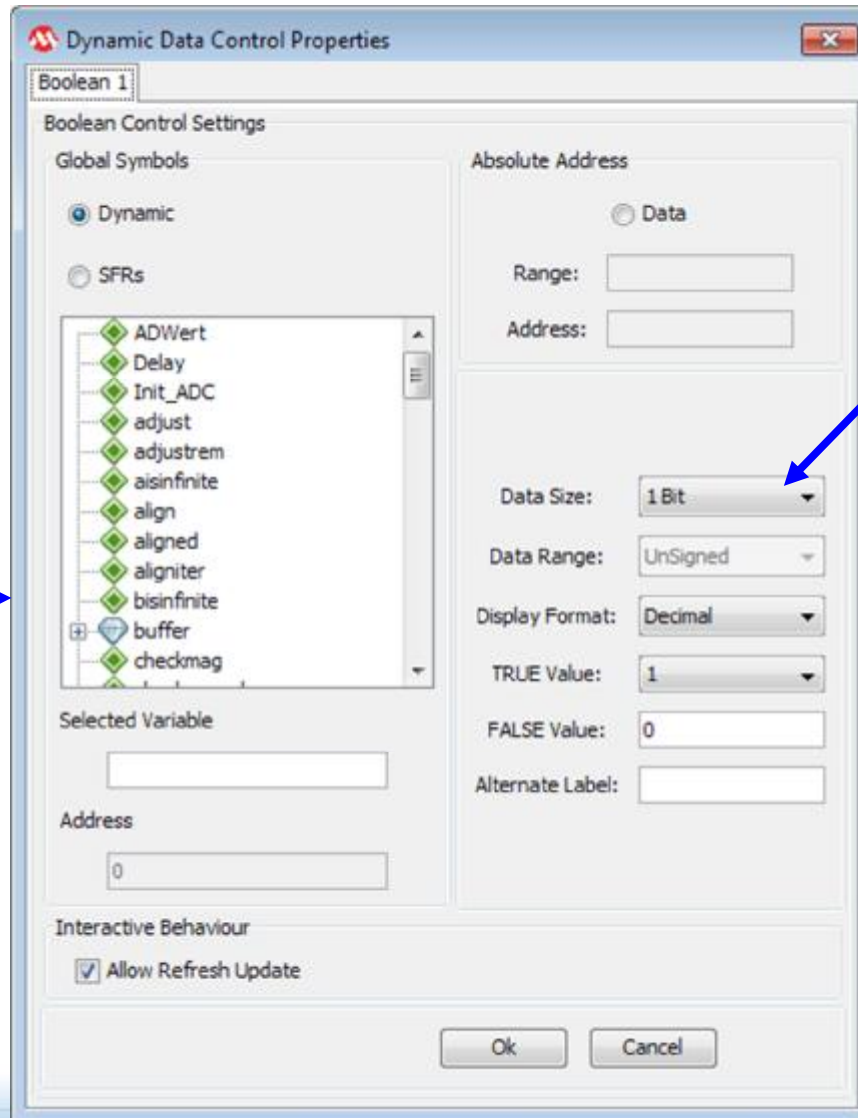 Dynamic Data Control Properties
Boolean 1
Boolean Control Settings
Global Symbols
Dynamic
SFRs
ADWert
Delay
Init_ADC
adjust
adjustrem
aisinfinite
align
aligned
aligniter
bisinfinite
buffer
checkmag
Selected Variable
Address
0
Absolute Address
Data
Range:
Address:
Data Size: 1 Bit
Data Range: UnSigned
Display Format: Decimal
TRUE Value: 1
FALSE Value: 0
Alternate Label:
Interactive Behaviour
Allow Refresh Update
Ok Cancel